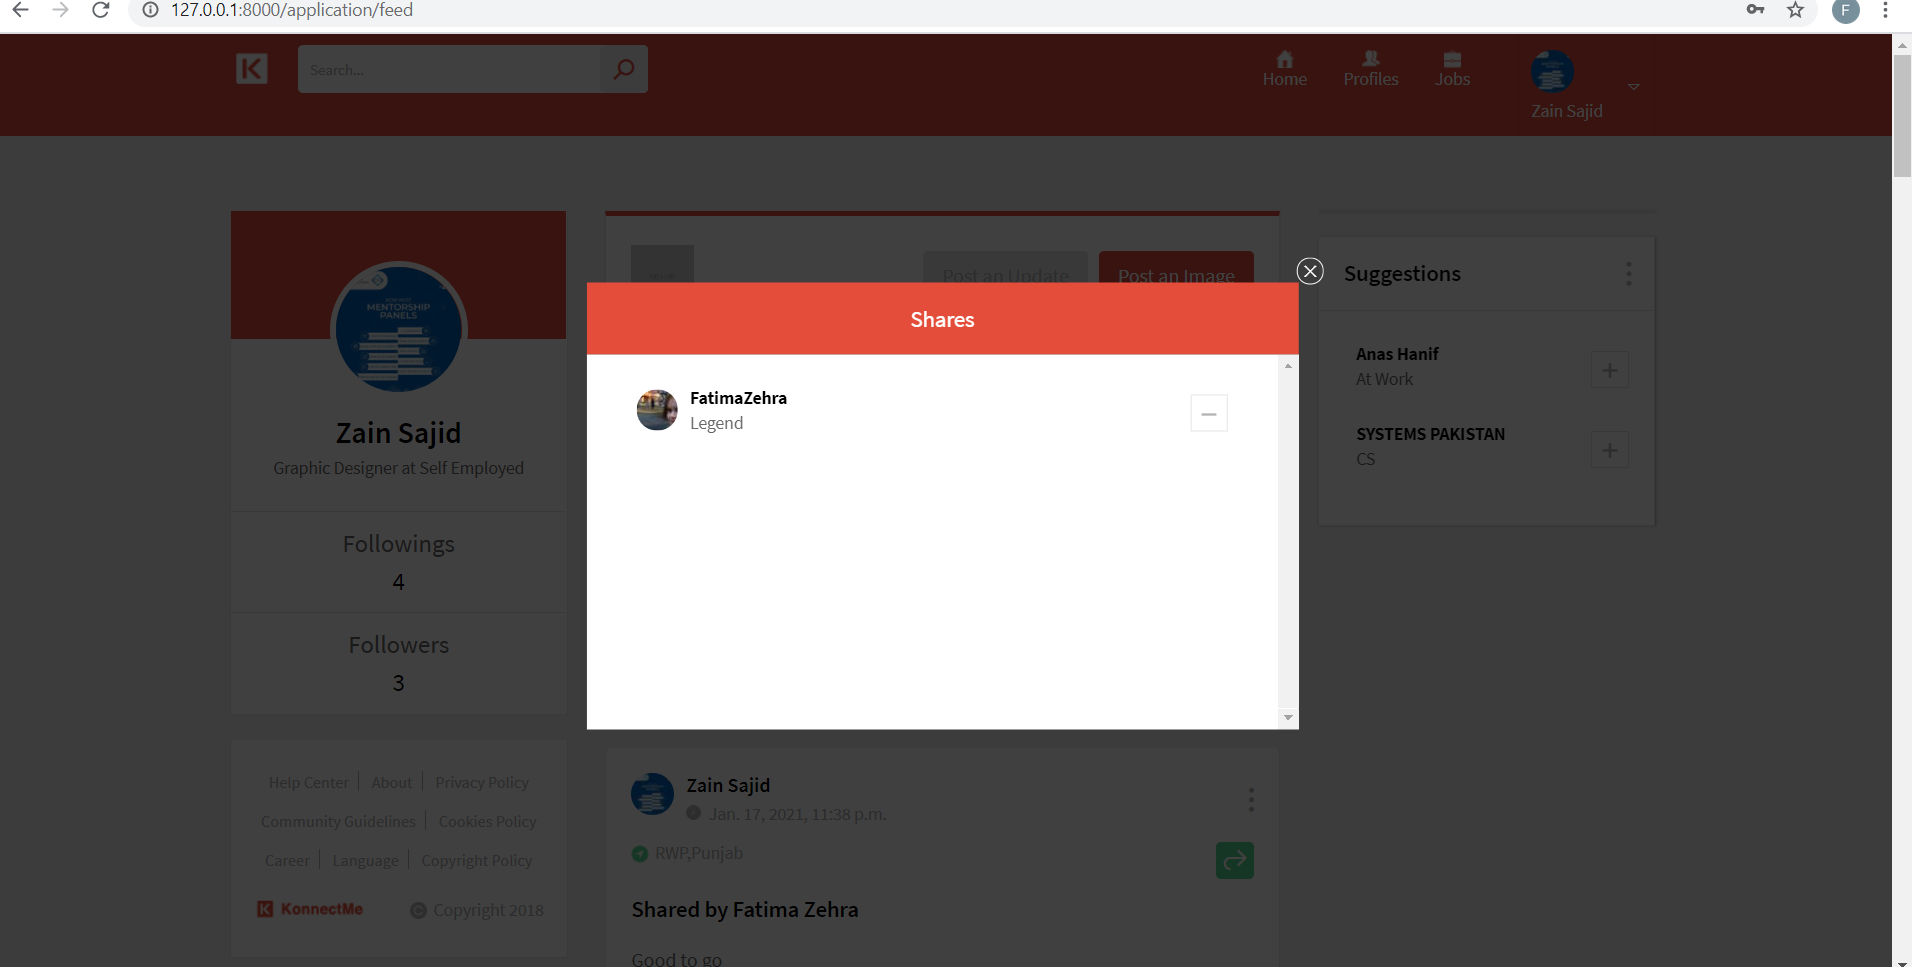 127.0.0.1:8000/application/feed
F
K
Search...
Home
Profiles
Jobs
Zain Sajid
MENTORSHIP
PANELS
Zain Sajid
Graphic Designer at Self Employed
Followings
4
Followers
3
Help Center
About
Privacy Policy
Community Guidelines
Cookies Policy
Career
Language
Copyright Policy
K KonnectMe
© Copyright 2018
Post an Update
Post an Image
Shares
FatimaZehra
Legend
Zain Sajid
Jan. 17, 2021, 11:38 p.m.
RWP,Punjab
Shared by Fatima Zehra
Good to go
Suggestions
Anas Hanif
At Work
SYSTEMS PAKISTAN
CS